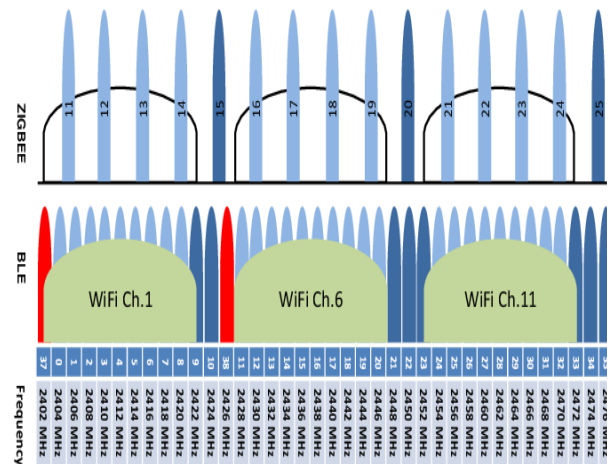 ZIGBEE
11 12 13 14 15 16 17 18 19 20 21 22 23 24 25
BLE
WiFi Ch.1 WiFi Ch.6 WiFi Ch.11
37 0 1 2 3 4 5 6 7 8 9 10 38 11 12 13 14 15 16 17 18 19 20 21 22 23 24 25 26 27 28 29 30 31 32 33 34 35
Frequency
2402 MHz
2404 MHz
2406 MHz
2408 MHz
2410 MHz
2412 MHz
2414 MHz
2416 MHz
2418 MHz
2420 MHz
2422 MHz
2424 MHz
2426 MHz
2428 MHz
2430 MHz
2432 MHz
2434 MHz
2436 MHz
2438 MHz
2440 MHz
2442 MHz
2444 MHz
2446 MHz
2448 MHz
2450 MHz
2452 MHz
2454 MHz
2456 MHz
2458 MHz
2460 MHz
2462 MHz
2464 MHz
2466 MHz
2468 MHz
2470 MHz
2472 MHz
2474 MHz
2476 MHz